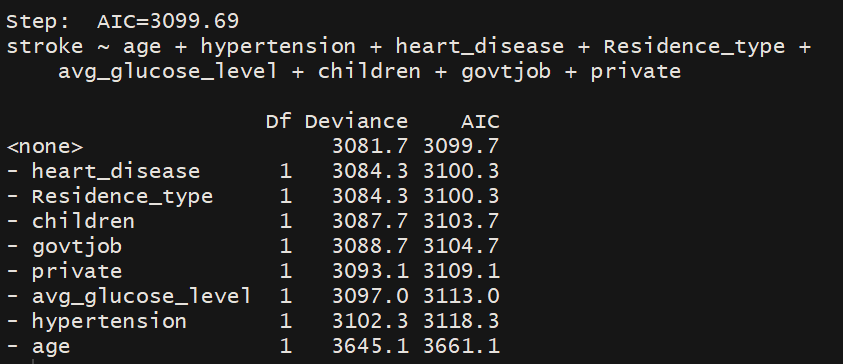 Step:  AIC=3099.69
stroke ~ age + hypertension + heart_disease + Residence_type +
    avg_glucose_level + children + govtjob + private

                    Df Deviance    AIC
<none>                   3081.7 3099.7
- heart_disease      1   3084.3 3100.3
- Residence_type     1   3084.3 3100.3
- children           1   3087.7 3103.7
- govtjob            1   3088.7 3104.7
- private            1   3093.1 3109.1
- avg_glucose_level  1   3097.0 3113.0
- hypertension       1   3102.3 3118.3
- age                1   3645.1 3661.1